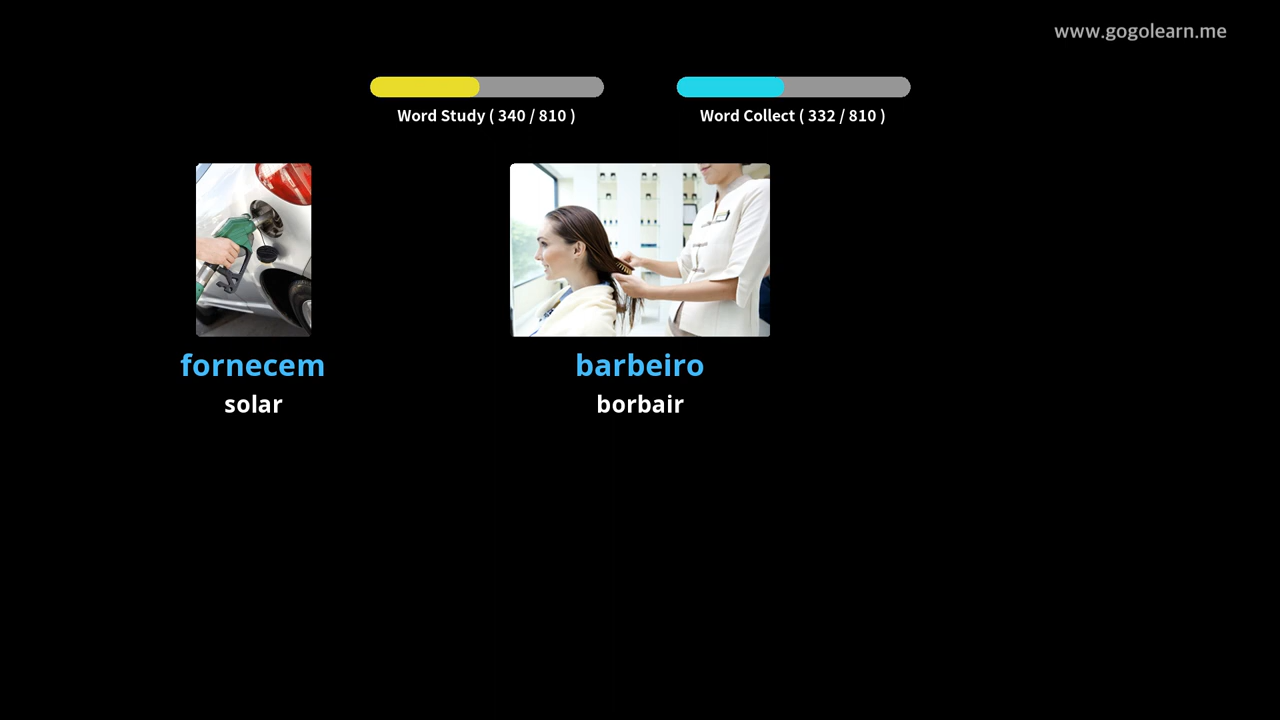 www.gogolearn.me
Word Study ( 340 / 810 )
Word Collect ( 332 / 810 )
fornecem
solar
barbeiro
borbair